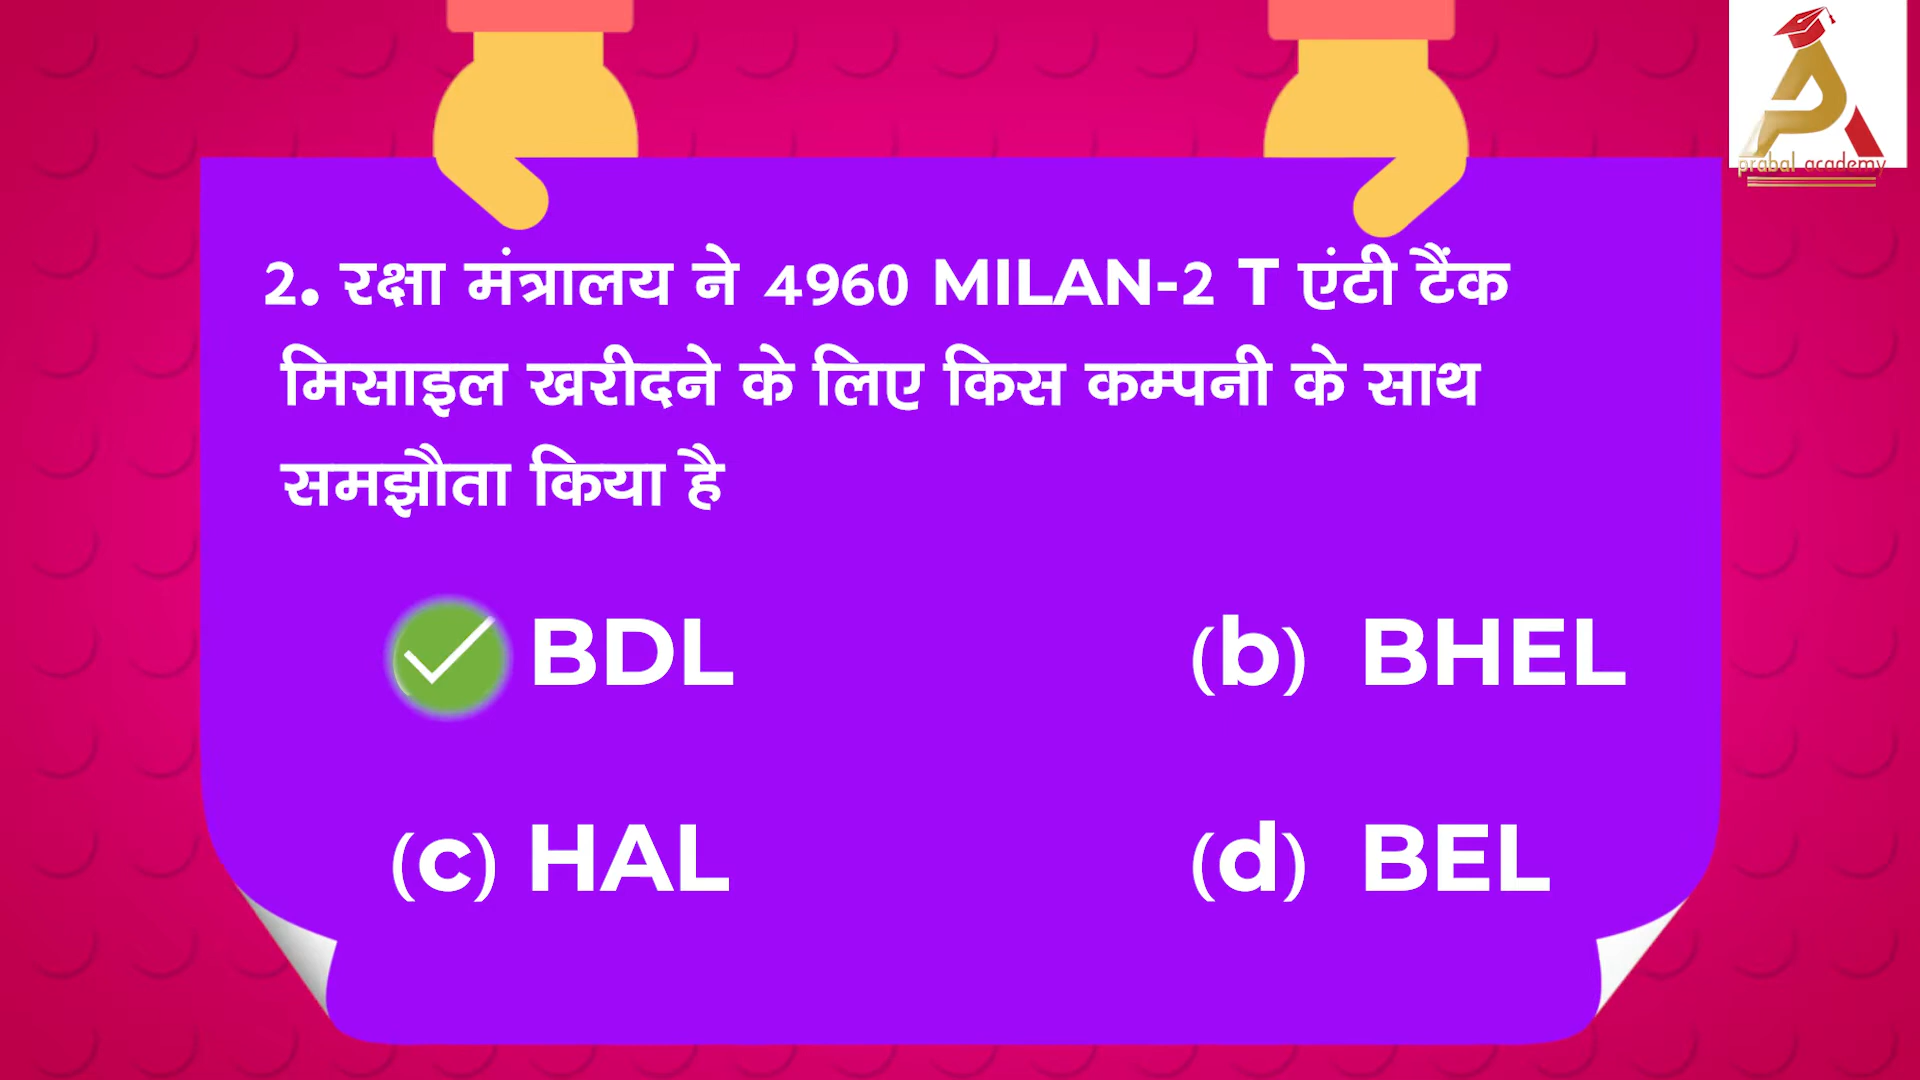 prabal academy
2. रक्षा मंत्रालय ने 4960 MILAN-2 T एंटी टैंक
मिसाइल खरीदने के लिए किस कम्पनी के साथ
समझौता किया है
BDL
(b) BHEL
(c) HAL
(d) BEL